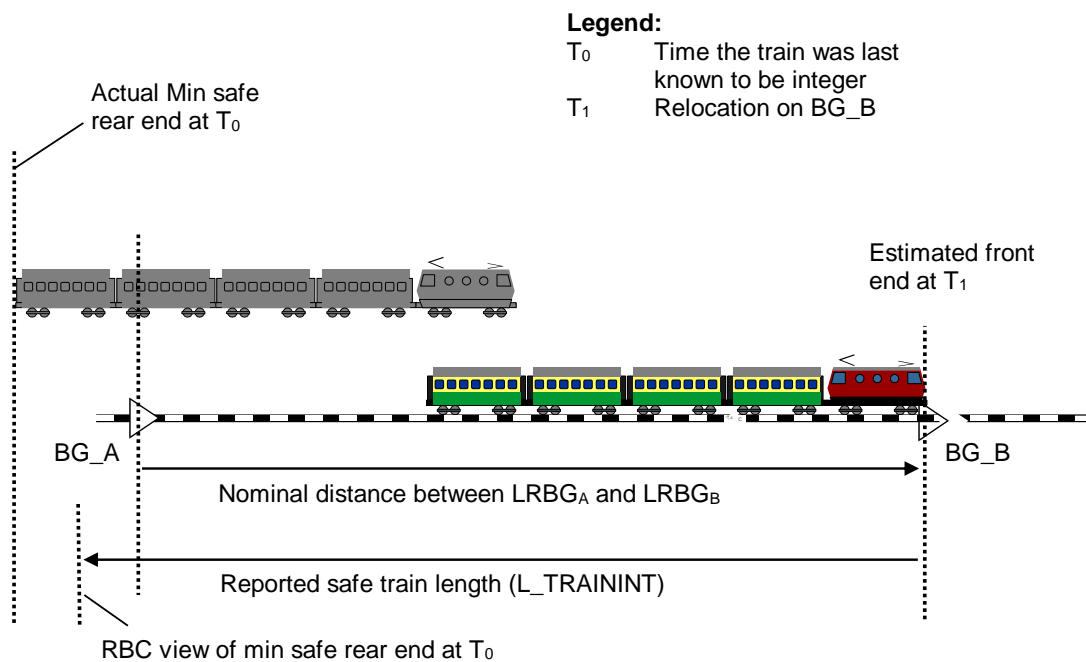 Legend:
T0 Time the train was last
known to be integer
T1 Relocation on BG_B
Actual Min safe
rear end at T0
Estimated front
end at T1
BG_A
BG_B
Nominal distance between LRBGA and LRBGB
Reported safe train length (L_TRAININT)
RBC view of min safe rear end at T0